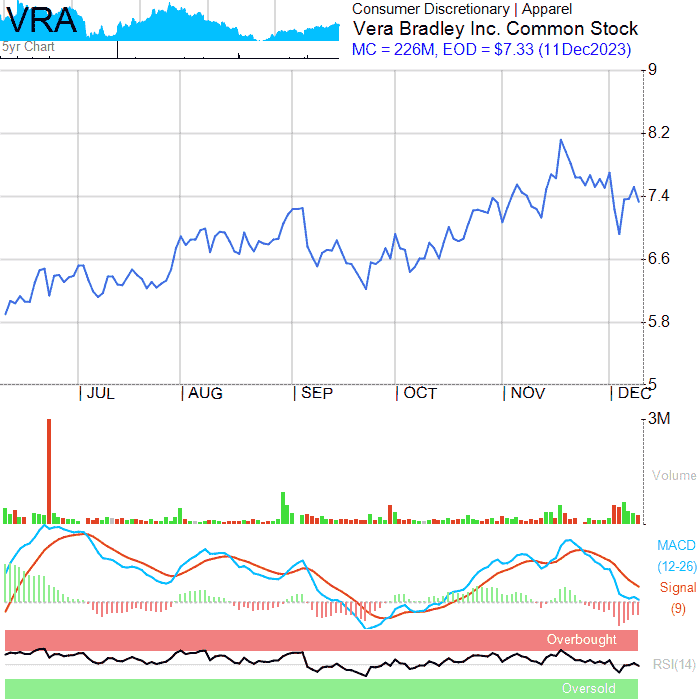 VRA
5yr Chart
Consumer Discretionary | Apparel
Vera Bradley Inc. Common Stock
MC = 226M, EOD = $7.33 (11Dec2023)
9
8.2
7.4
6.6
5.8
5
JUL AUG SEP OCT NOV DEC
3M
Volume
MACD
(12-26)
Signal
(9)
Overbought
RSI(14)
Oversold